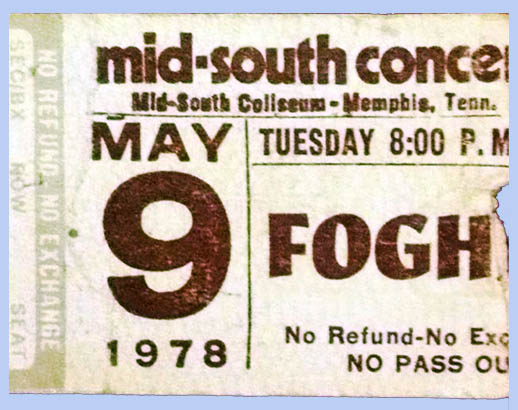 mid-south conce
Mid-South Coliseum - Memphis, Tenn.
MAY
9
1978
TUESDAY 8:00 P. M
FOGH
No Refund-No Exc
NO PASS OU
NO REFUND NO EXCHANGE
SEC/BX ROW SEAT